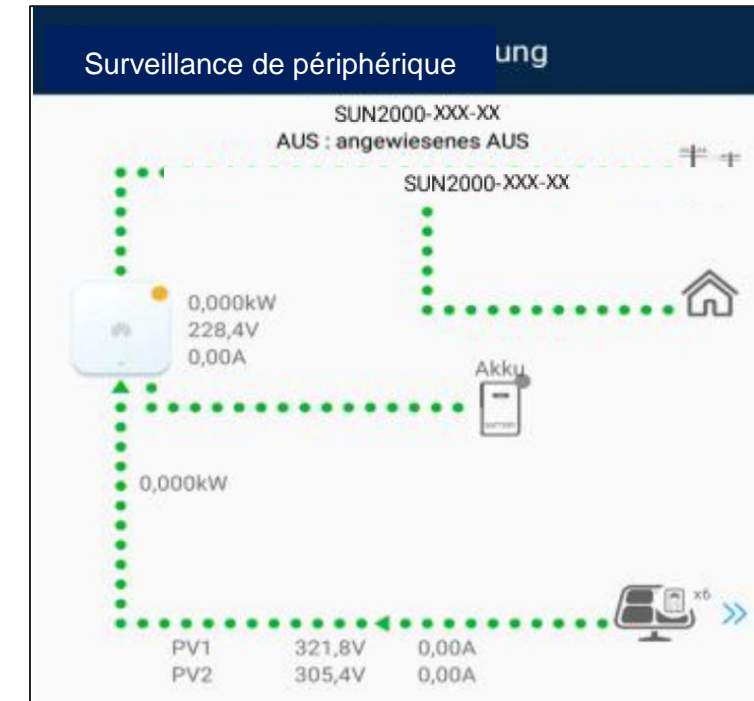 Surveillance de périphérique ung
SUN2000-XXX-XX
AUS : angewiesenes AUS
SUN2000-XXX-XX
0,000kW
228,4V
0,00A
Akku
0,000kW
x6
PV1 321,8V 0,00A
PV2 305,4V 0,00A